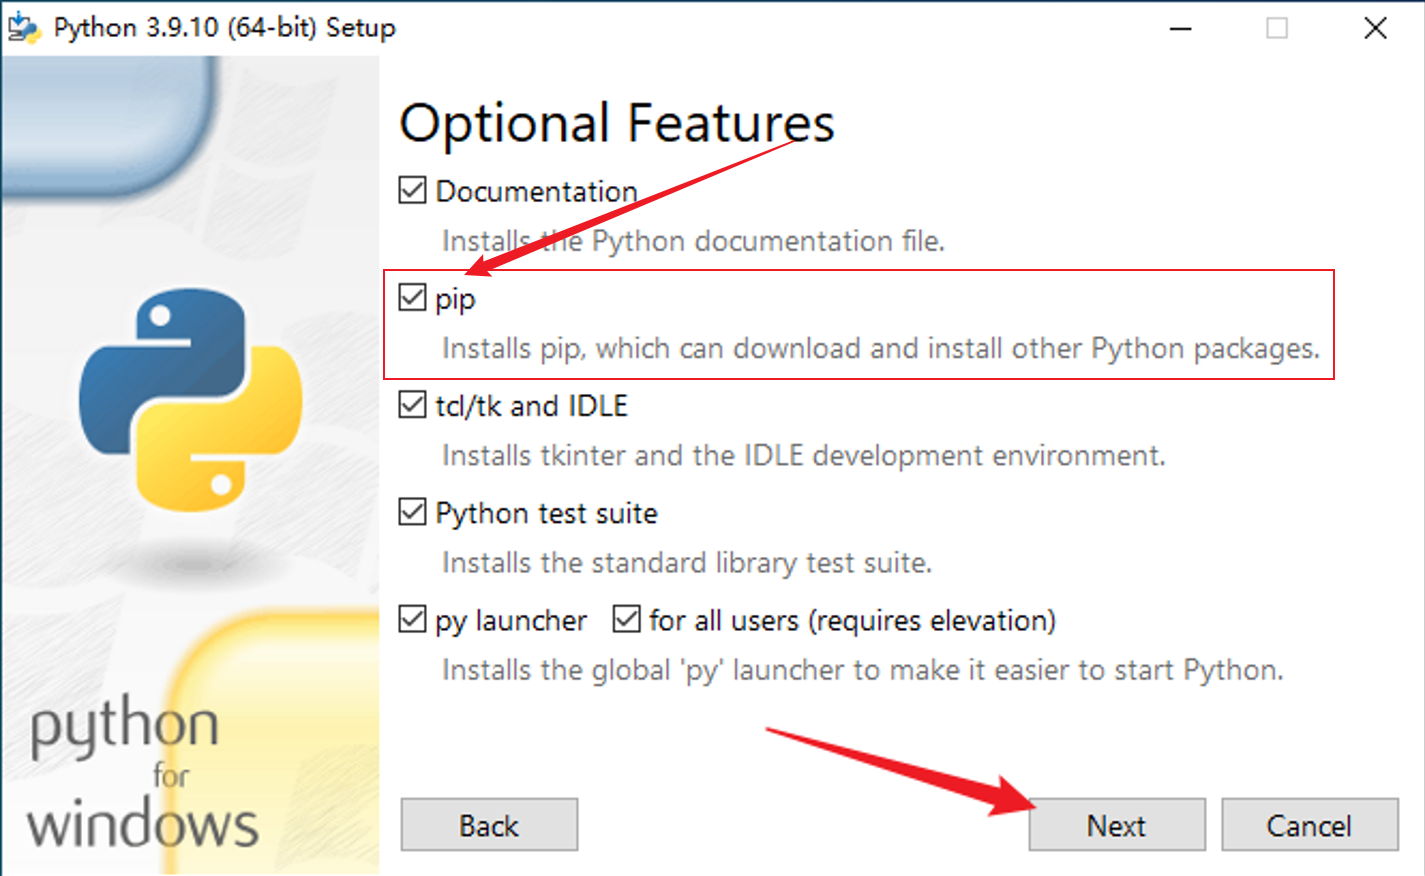 Python 3.9.10 (64-bit) Setup
Optional Features
Documentation
Installs the Python documentation file.
pip
Installs pip, which can download and install other Python packages.
tcl/tk and IDLE
Installs tkinter and the IDLE development environment.
Python test suite
Installs the standard library test suite.
py launcher for all users (requires elevation)
Installs the global 'py' launcher to make it easier to start Python.
python
for
windows
Back Next Cancel